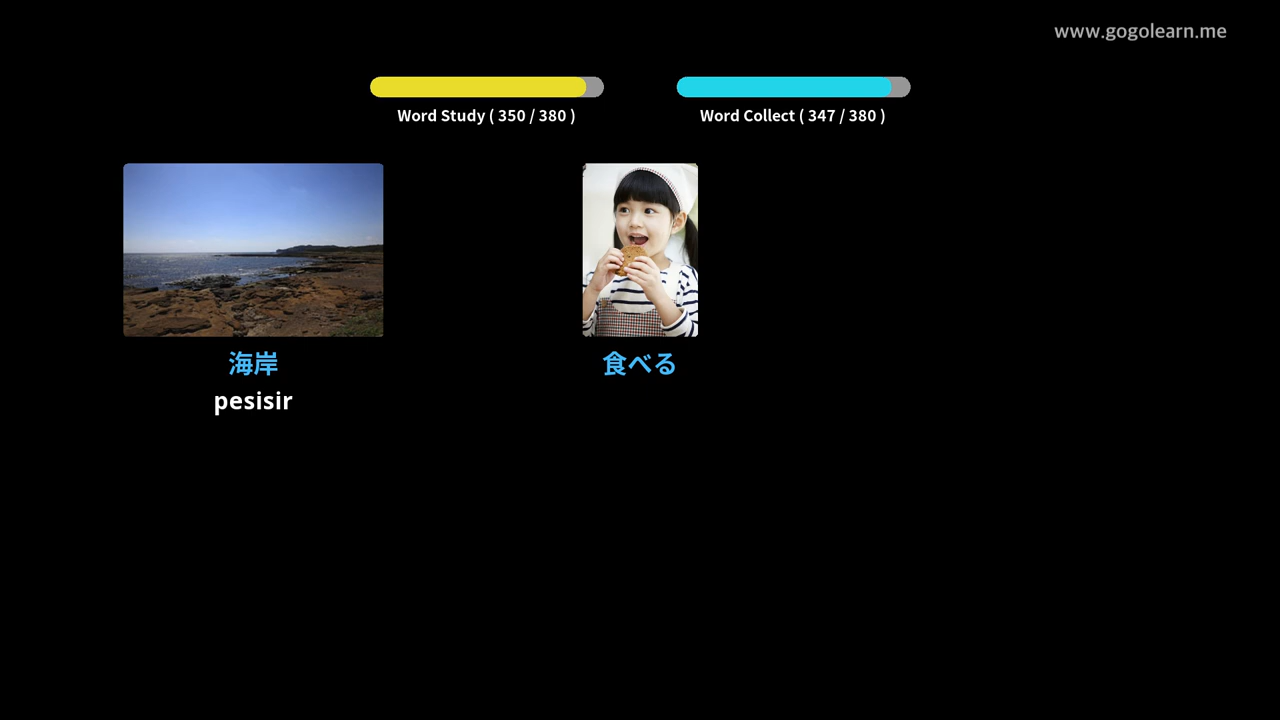 www.gogolearn.me
Word Study ( 350 / 380 )
Word Collect ( 347 / 380 )
海岸
食べる
pesisir